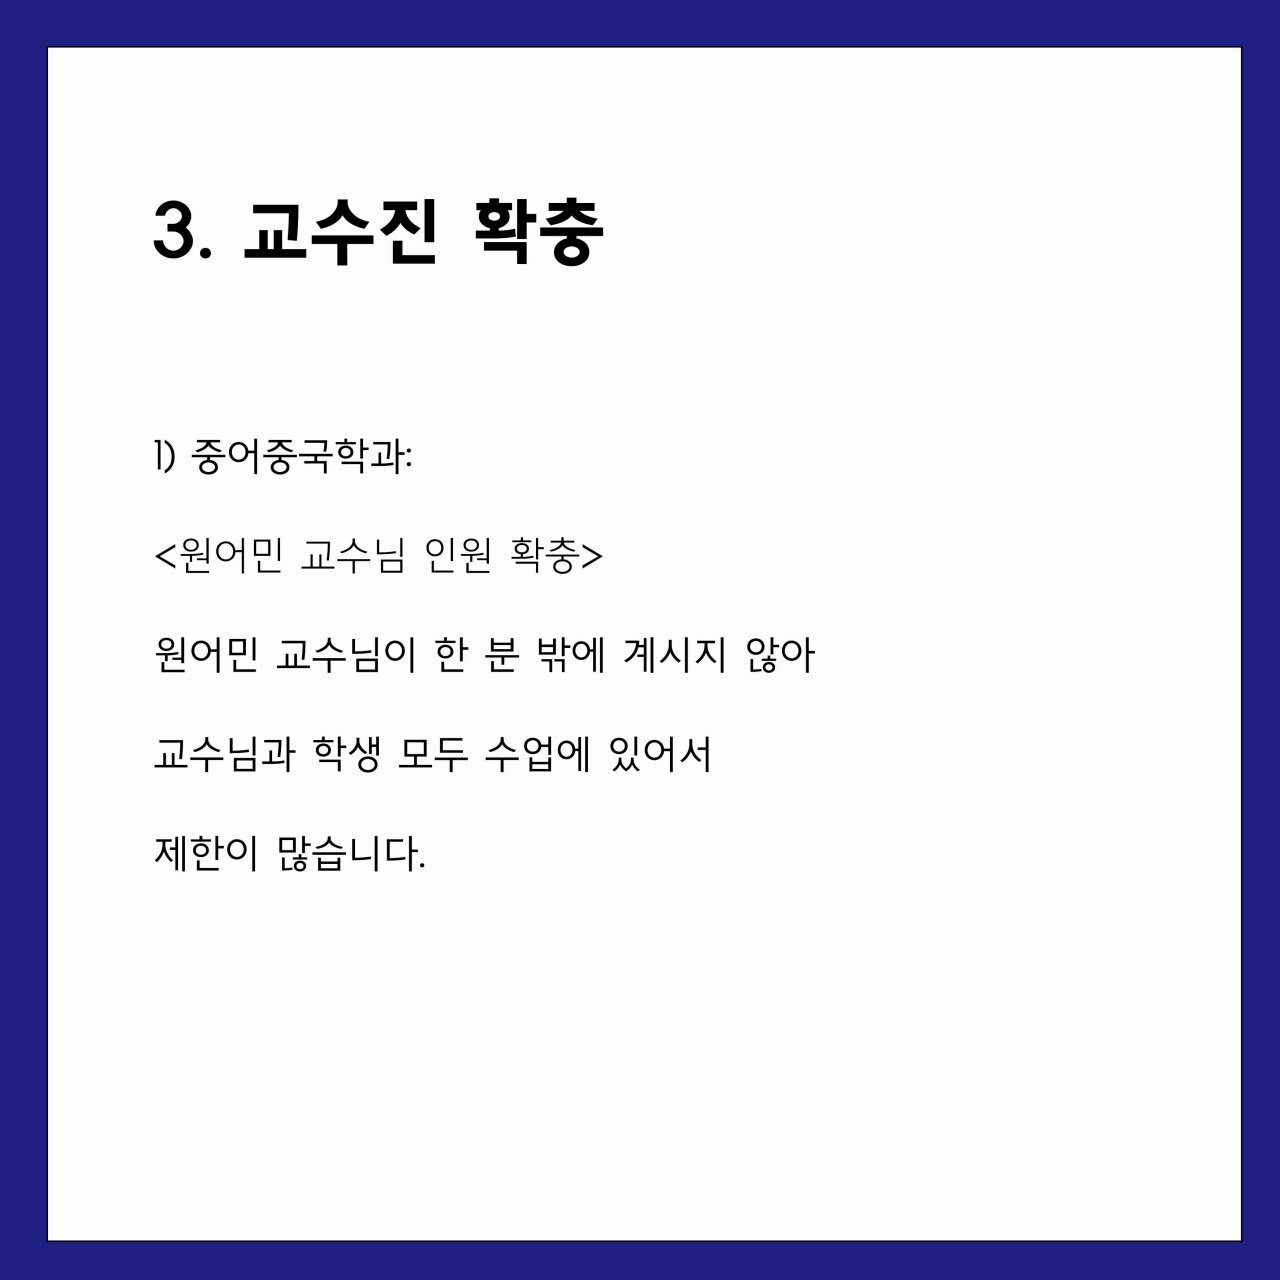 3. 교수진 확충
1) 중어중국학과:
<원어민 교수님 인원 확충>
원어민 교수님이 한 분 밖에 계시지 않아
교수님과 학생 모두 수업에 있어서
제한이 많습니다.